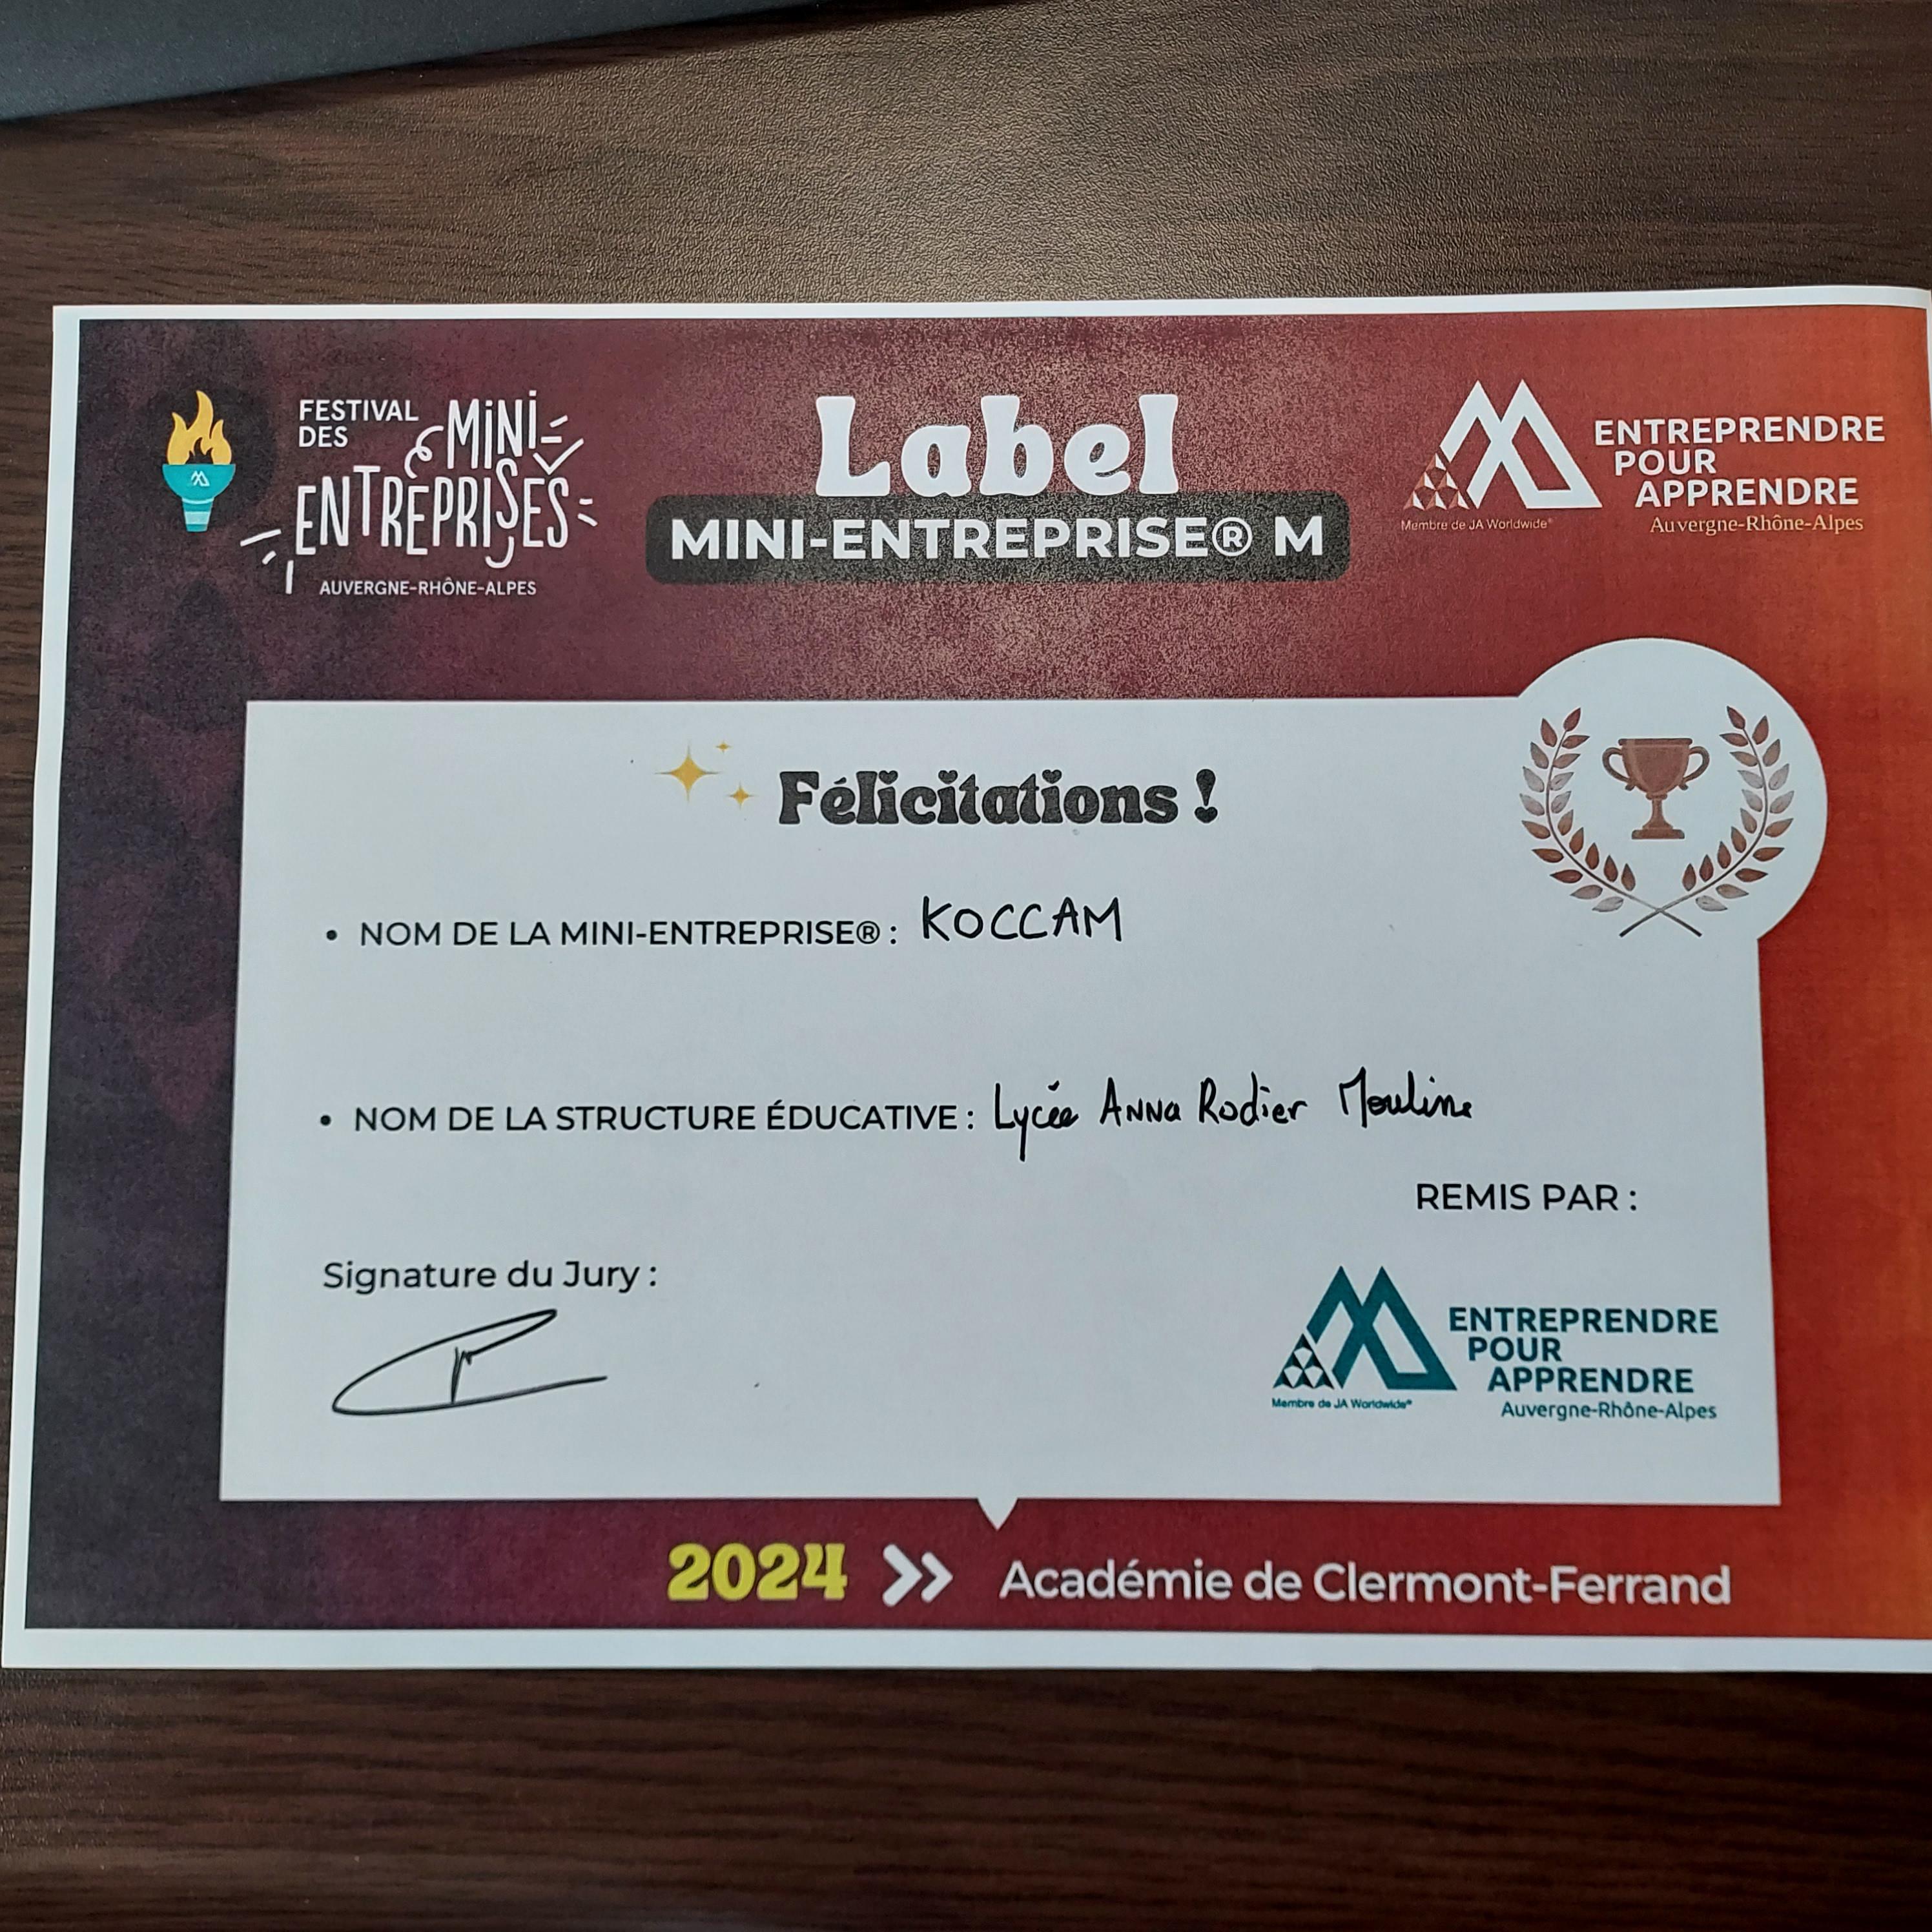 FESTIVAL
DES MINI
ENTREPRISES
AUVERGNE-RHÔNE-ALPES
Label
MINI-ENTREPRISE® M
ENTREPRENDRE
POUR
APPRENDRE
Membre de JA Worldwide®
Auvergne-Rhône-Alpes
Félicitations !
• NOM DE LA MINI-ENTREPRISE® : KOCCAM
• NOM DE LA STRUCTURE ÉDUCATIVE : Lycée Anna Rodier Mouline
REMIS PAR :
Signature du Jury :
ENTREPRENDRE
POUR
APPRENDRE
Membre de JA Worldwide®
Auvergne-Rhône-Alpes
2024 >> Académie de Clermont-Ferrand